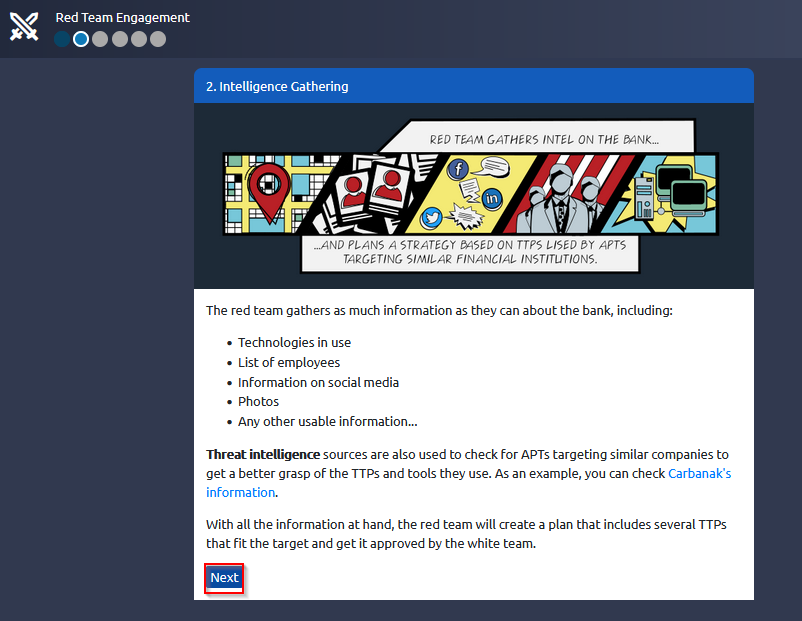 Red Team Engagement
2. Intelligence Gathering
RED TEAM GATHERS INTEL ON THE BANK...
f
in
...AND PLANS A STRATEGY BASED ON TTPS USED BY APTS
TARGETING SIMILAR FINANCIAL INSTITUTIONS.
The red team gathers as much information as they can about the bank, including:
• Technologies in use
• List of employees
• Information on social media
• Photos
• Any other usable information...
Threat intelligence sources are also used to check for APTs targeting similar companies to
get a better grasp of the TTPs and tools they use. As an example, you can check Carbanak's
information.
With all the information at hand, the red team will create a plan that includes several TTPs
that fit the target and get it approved by the white team.
Next